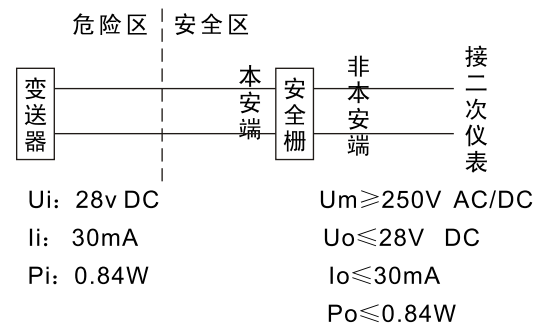 危险区 安全区
变送器
本安端
安全栅
非本安端
接二次仪表
Ui：28v DC
Ii：30mA
Pi：0.84W
Um≥250V AC/DC
Uo≤28V DC
Io≤30mA
Po≤0.84W